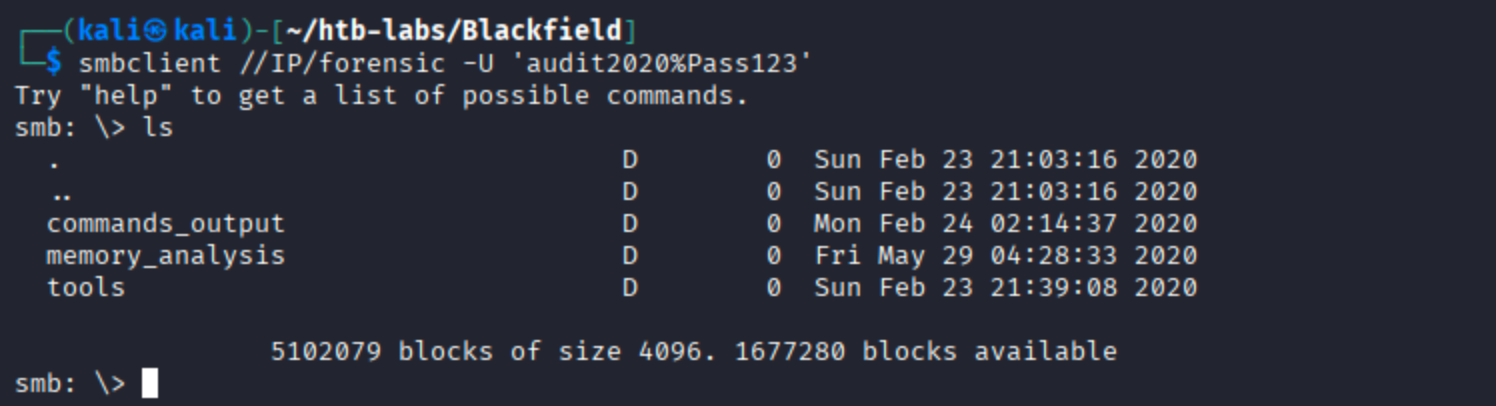 ┌──(kali㉿kali)-[~/htb-labs/Blackfield]
└─$ smbclient //IP/forensic -U 'audit2020%Pass123'
Try "help" to get a list of possible commands.
smb: \> ls
  .                                   D        0  Sun Feb 23 21:03:16 2020
  ..                                  D        0  Sun Feb 23 21:03:16 2020
  commands_output                     D        0  Mon Feb 24 02:14:37 2020
  memory_analysis                     D        0  Fri May 29 04:28:33 2020
  tools                               D        0  Sun Feb 23 21:39:08 2020
                5102079 blocks of size 4096. 1677280 blocks available
smb: \>